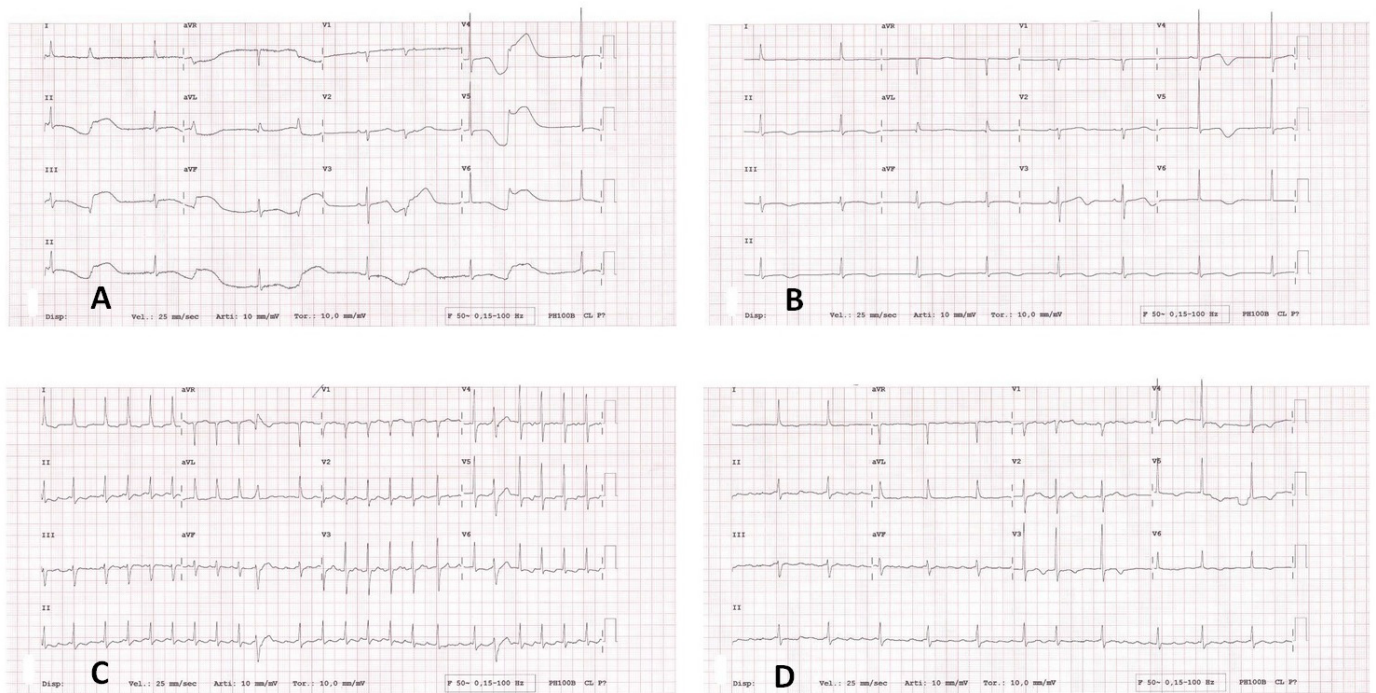 I aVR V1 V4
II aVL V2 V5
III aVF V3 V6
II
A
Disp: Vel.: 25 mm/sec Arti: 10 mm/mV Tor.: 10,0 mm/mV F 50~ 0,15-100 Hz PH100B CL P?
I aVR V1 V4
II aVL V2 V5
III aVF V3 V6
II
B
Disp: Vel.: 25 mm/sec Arti: 10 mm/mV Tor.: 10,0 mm/mV F 50~ 0,15-100 Hz PH100B CL P?
I aVR V1 V4
II aVL V2 V5
III aVF V3 V6
II
C
Disp: Vel.: 25 mm/sec Arti: 10 mm/mV Tor.: 10,0 mm/mV F 50~ 0,15-100 Hz PH100B CL P?
I aVR V1 V4
II aVL V2 V5
III aVF V3 V6
II
D
Disp: Vel.: 25 mm/sec Arti: 10 mm/mV Tor.: 10,0 mm/mV F 50~ 0,15-100 Hz PH100B CL P?